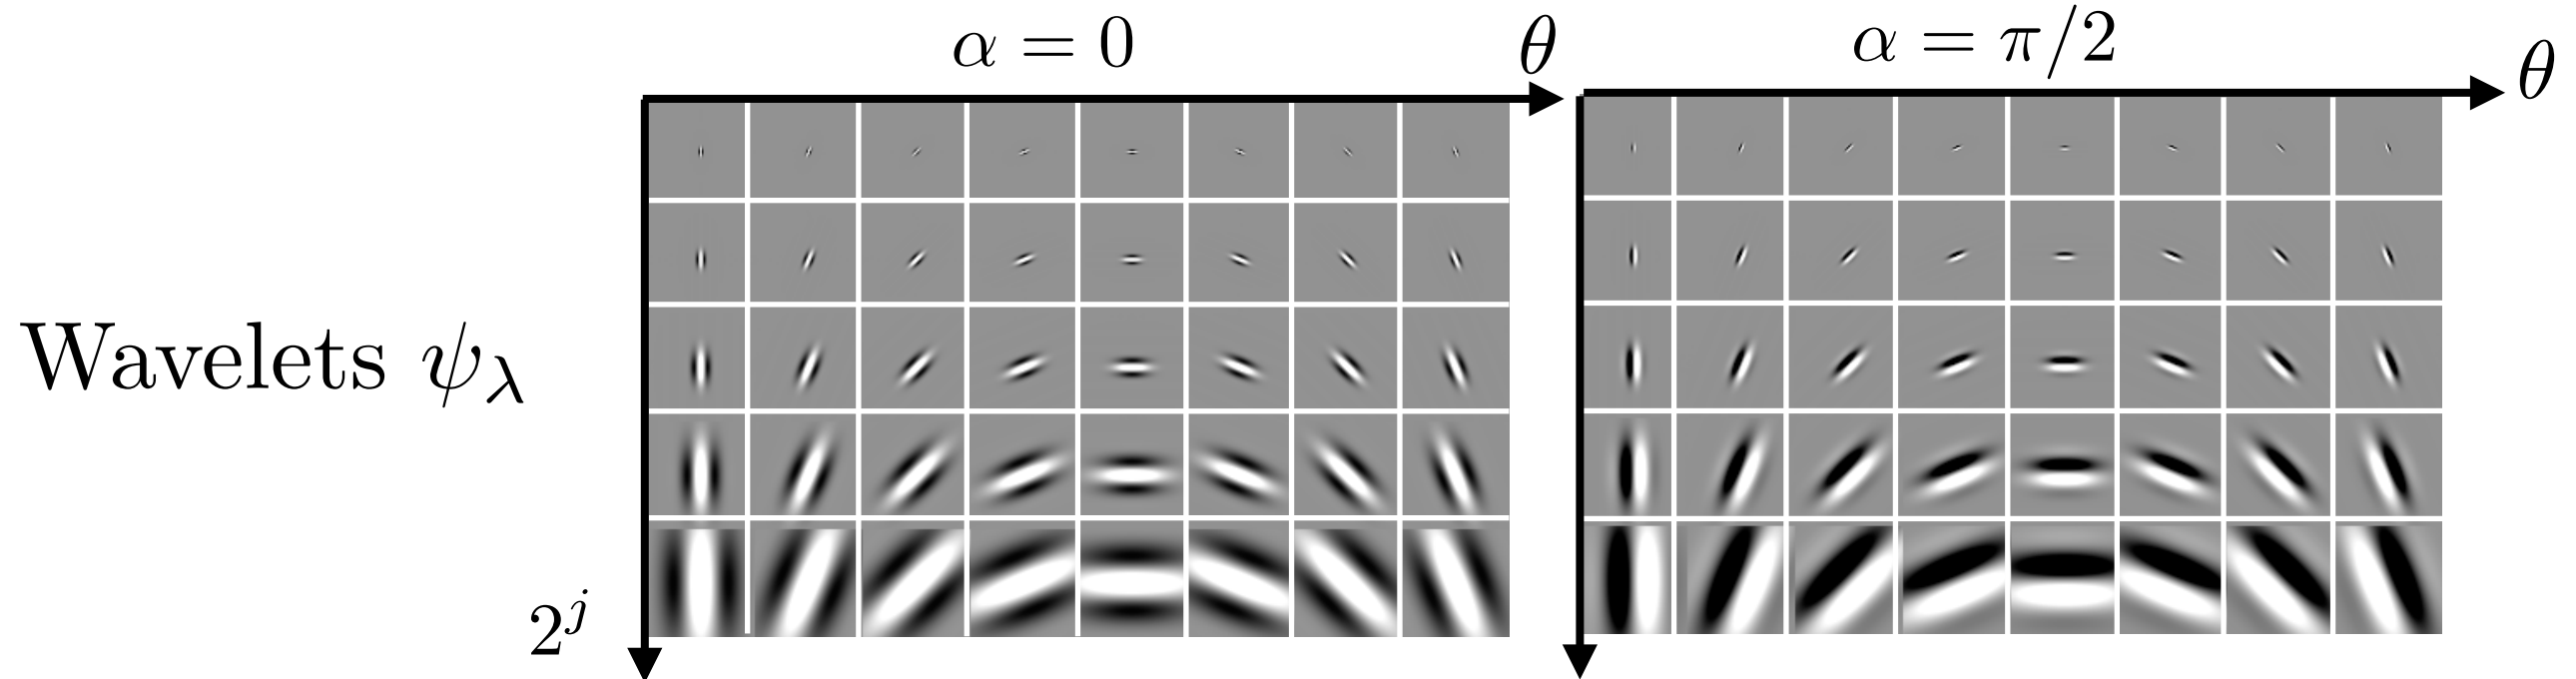 α = 0
θ
α = π/2
θ
Wavelets ψ_λ
2^j